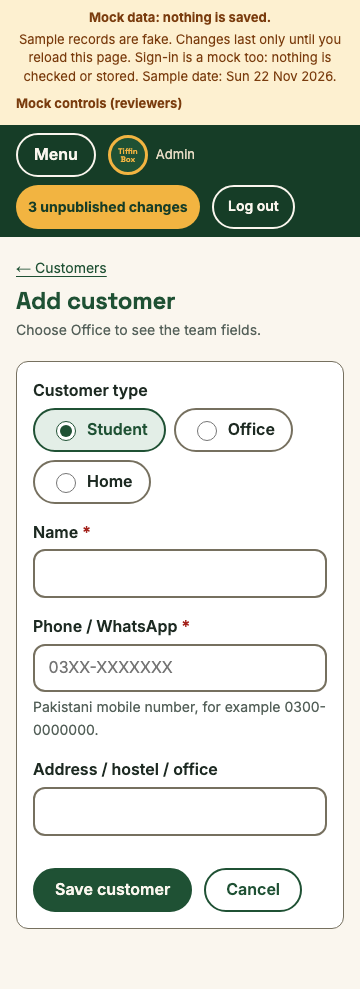 Mock data: nothing is saved.
Sample records are fake. Changes last only until you
reload this page. Sign-in is a mock too: nothing is
checked or stored. Sample date: Sun 22 Nov 2026.
Mock controls (reviewers)
Menu
Tiffin
Box
Admin
3 unpublished changes
Log out
← Customers
Add customer
Choose Office to see the team fields.
Customer type
Student
Office
Home
Name *
Phone / WhatsApp *
03XX-XXXXXXX
Pakistani mobile number, for example 0300-
0000000.
Address / hostel / office
Save customer
Cancel